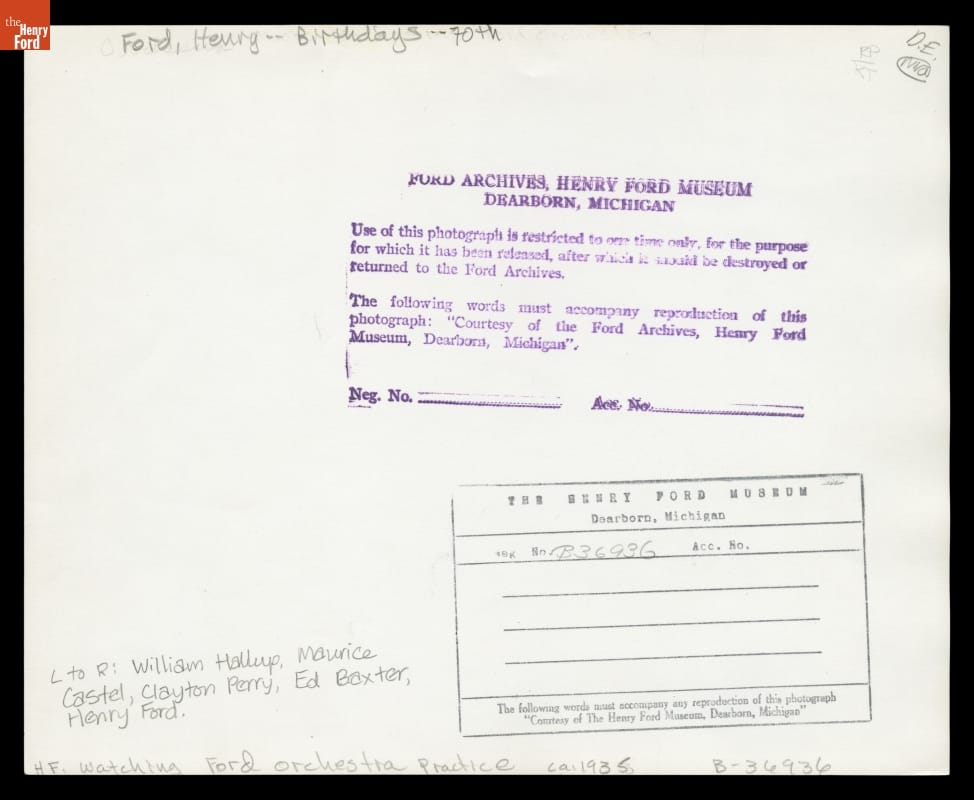 the
Henry
Ford
Ford, Henry -- Birthdays -- 70th
D.E.
FORD ARCHIVES, HENRY FORD MUSEUM
DEARBORN, MICHIGAN
Use of this photograph is restricted to one time only, for the purpose
for which it has been released, after which it should be destroyed or
returned to the Ford Archives.
The following words must accompany reproduction of this
photograph: "Courtesy of the Ford Archives, Henry Ford
Museum, Dearborn, Michigan".
Neg. No. Acc. No.
THE HENRY FORD MUSEUM
Dearborn, Michigan
No. B36936 Acc. No.
The following words must accompany any reproduction of this photograph
"Courtesy of The Henry Ford Museum, Dearborn, Michigan"
L to R: William Hallup, Maurice
Castel, Clayton Perry, Ed Baxter,
Henry Ford.
H.F. watching Ford orchestra practice ca. 1935 B-36936